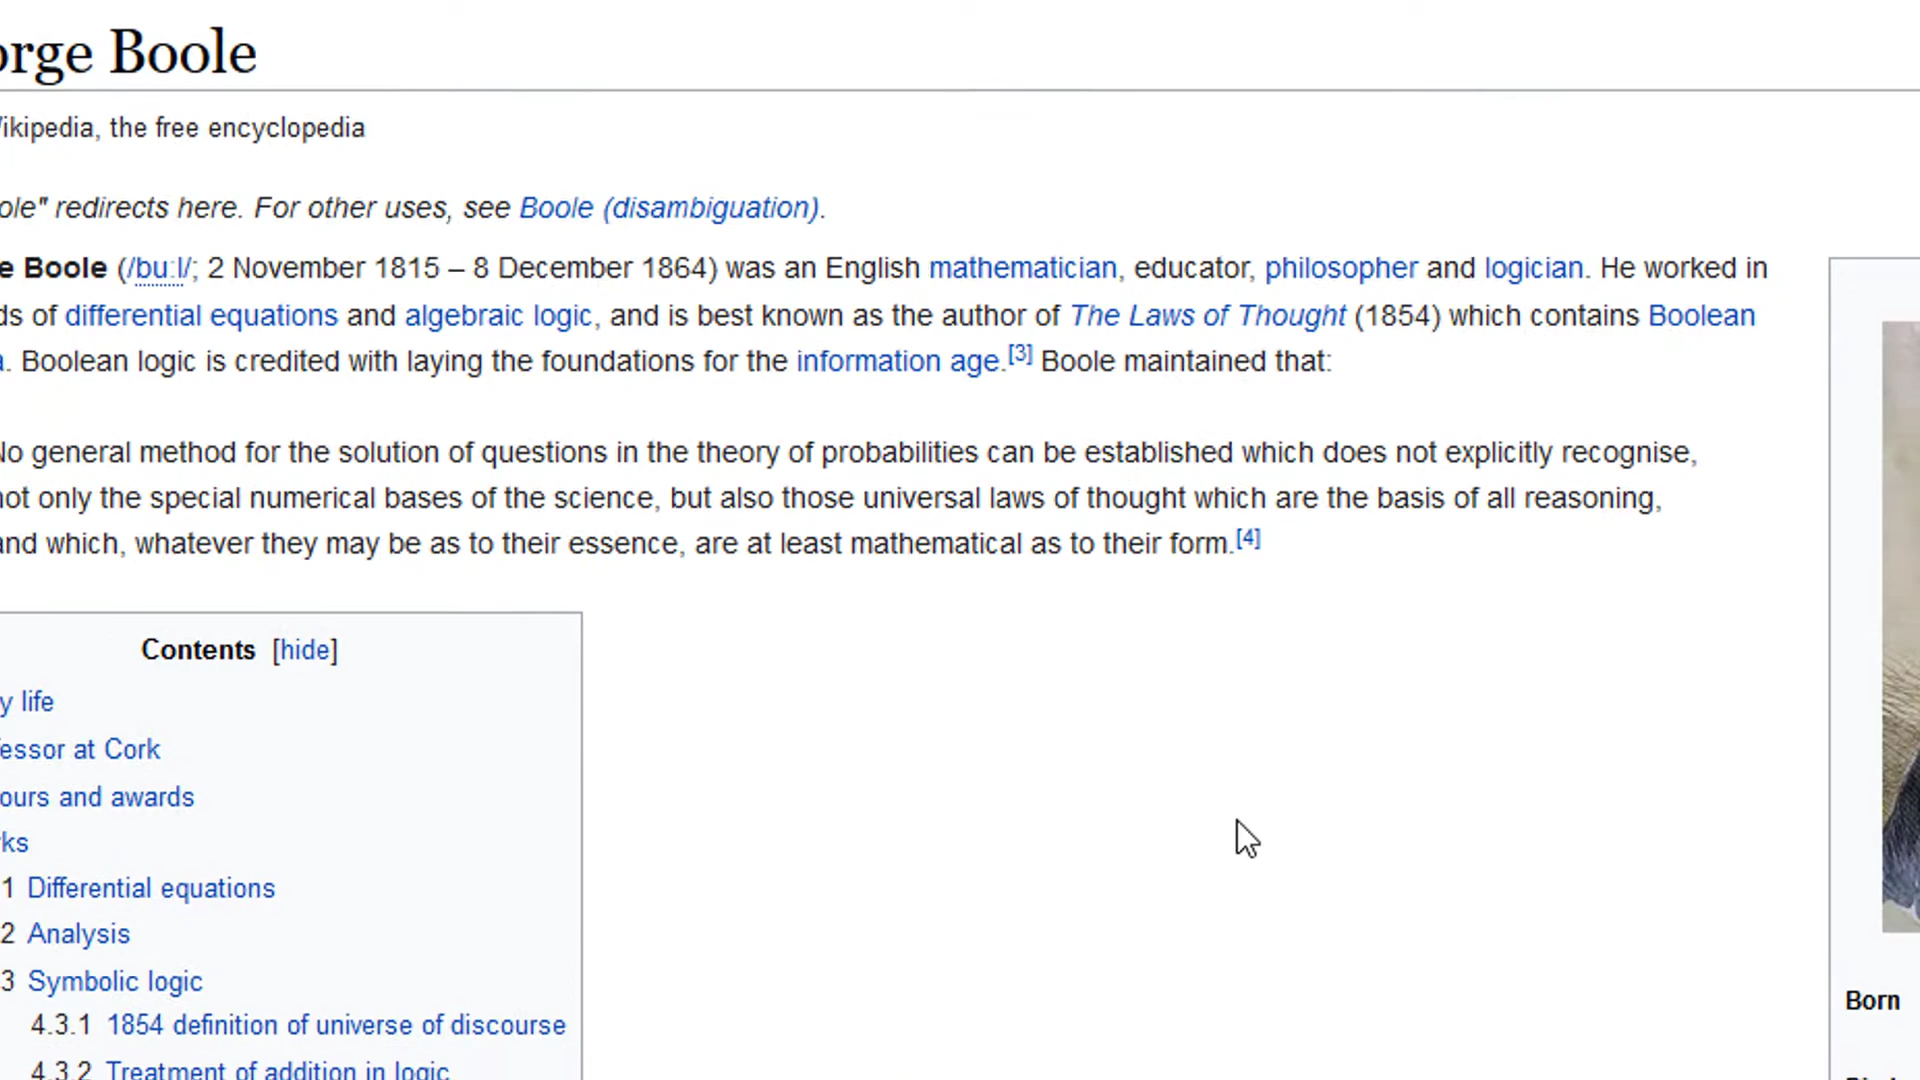 orge Boole
ikipedia, the free encyclopedia
ole" redirects here. For other uses, see Boole (disambiguation).
e Boole (/buːl/; 2 November 1815 – 8 December 1864) was an English mathematician, educator, philosopher and logician. He worked in
ds of differential equations and algebraic logic, and is best known as the author of The Laws of Thought (1854) which contains Boolean
a. Boolean logic is credited with laying the foundations for the information age.[3] Boole maintained that:
No general method for the solution of questions in the theory of probabilities can be established which does not explicitly recognise,
not only the special numerical bases of the science, but also those universal laws of thought which are the basis of all reasoning,
and which, whatever they may be as to their essence, are at least mathematical as to their form.[4]
Contents [hide]
y life
essor at Cork
ours and awards
ks
1 Differential equations
2 Analysis
3 Symbolic logic
4.3.1 1854 definition of universe of discourse
4.3.2 Treatment of addition in logic
Born